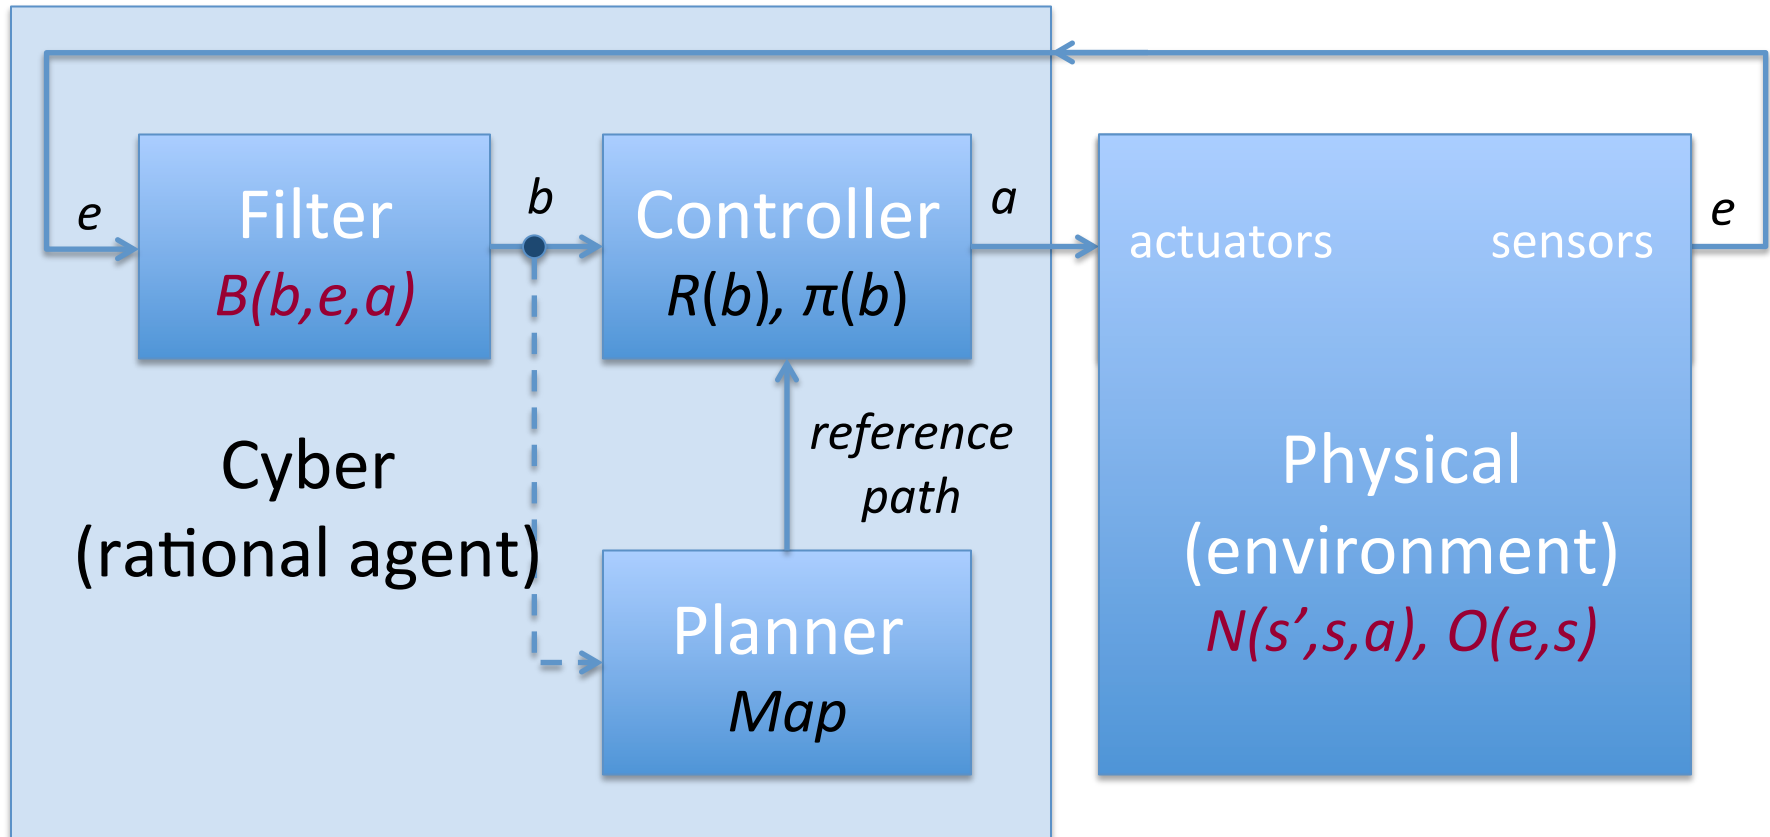 e
Filter
B(b,e,a)
b
Controller
R(b), π(b)
a
actuators
sensors
e
Cyber
(rational agent)
reference
path
Planner
Map
Physical
(environment)
N(s’,s,a), O(e,s)